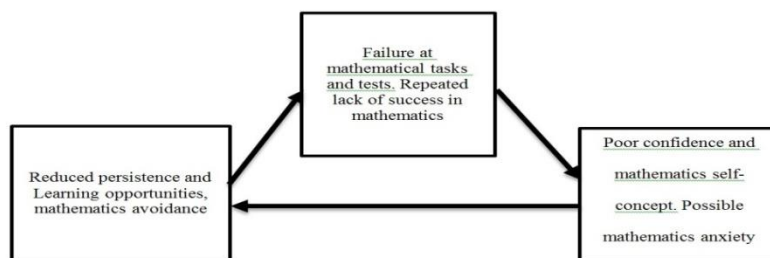 Failure at
mathematical tasks
and tests. Repeated
lack of success in
mathematics
Reduced persistence and
Learning opportunities,
mathematics avoidance
Poor confidence and
mathematics self-
concept. Possible
mathematics anxiety